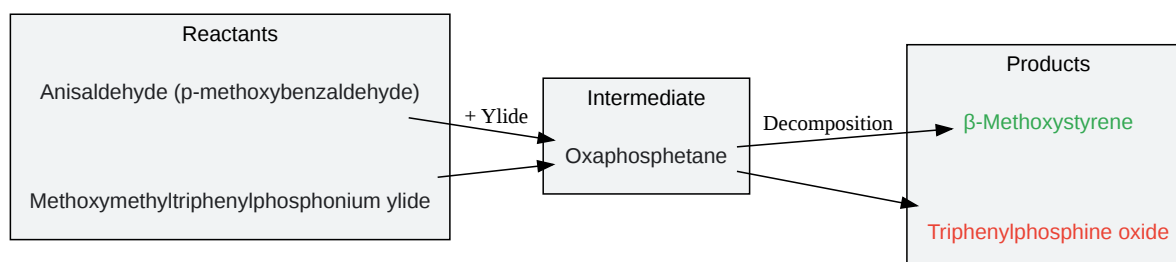 Reactants
Anisaldehyde (p-methoxybenzaldehyde)
Methoxymethyltriphenylphosphonium ylide
+ Ylide
Intermediate
Oxaphosphetane
Decomposition
Products
β-Methoxystyrene
Triphenylphosphine oxide